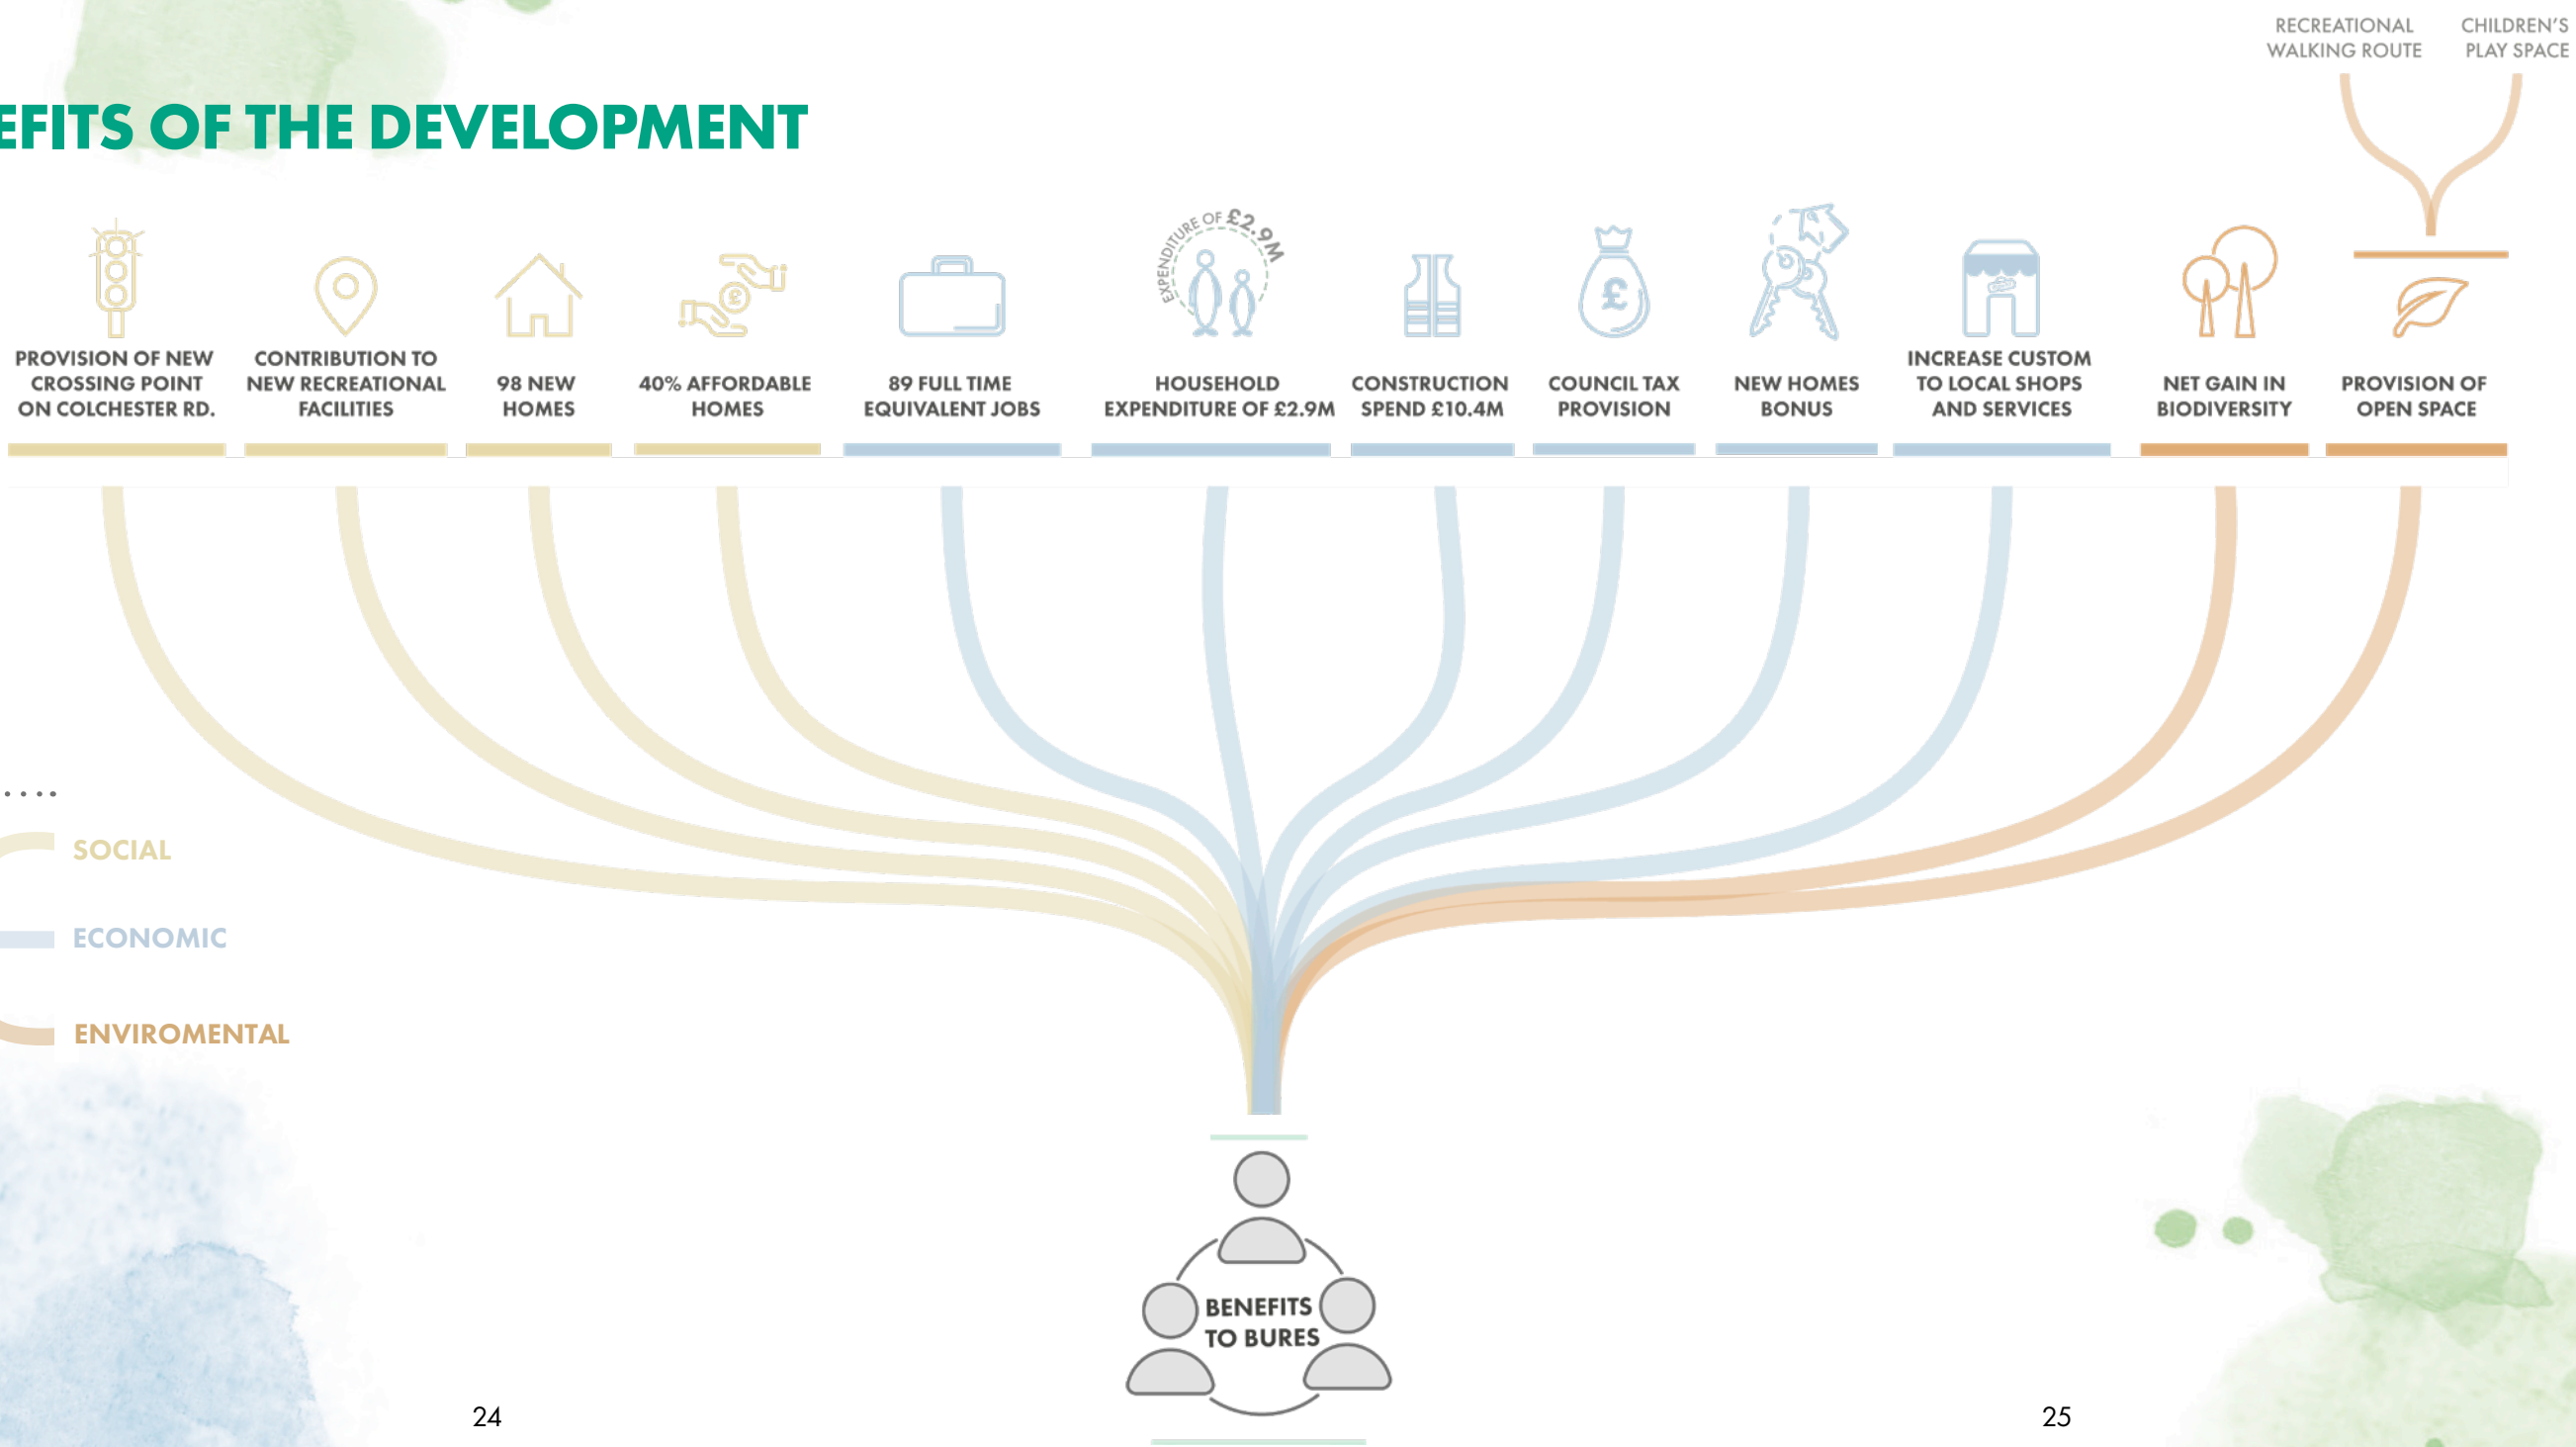 RECREATIONAL
WALKING ROUTE
CHILDREN'S
PLAY SPACE
EFITS OF THE DEVELOPMENT
EXPENDITURE OF £2.9M
PROVISION OF NEW
CROSSING POINT
ON COLCHESTER RD.
CONTRIBUTION TO
NEW RECREATIONAL
FACILITIES
98 NEW
HOMES
40% AFFORDABLE
HOMES
89 FULL TIME
EQUIVALENT JOBS
HOUSEHOLD
EXPENDITURE OF £2.9M
CONSTRUCTION
SPEND £10.4M
COUNCIL TAX
PROVISION
NEW HOMES
BONUS
INCREASE CUSTOM
TO LOCAL SHOPS
AND SERVICES
NET GAIN IN
BIODIVERSITY
PROVISION OF
OPEN SPACE
....
SOCIAL
ECONOMIC
ENVIROMENTAL
BENEFITS
TO BURES
24
25